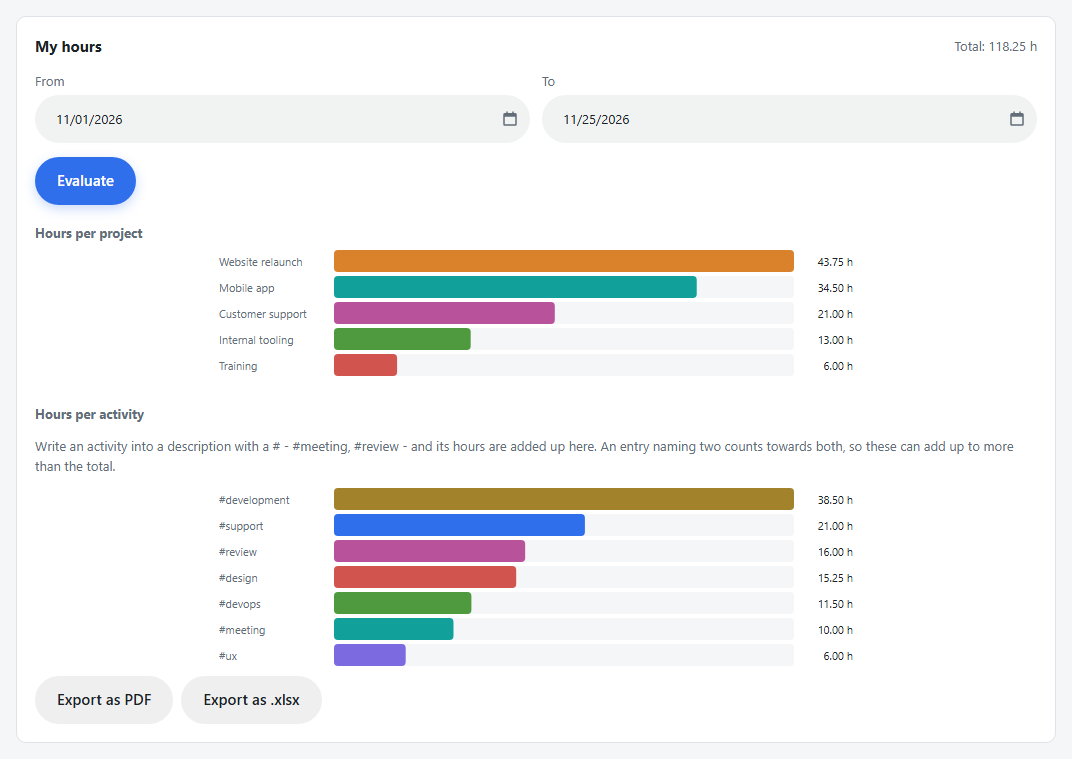 My hours
Total: 118.25 h
From
To
11/01/2026
11/25/2026
Evaluate
Hours per project
Website relaunch 43.75 h
Mobile app 34.50 h
Customer support 21.00 h
Internal tooling 13.00 h
Training 6.00 h
Hours per activity
Write an activity into a description with a # - #meeting, #review - and its hours are added up here. An entry naming two counts towards both, so these can add up to more
than the total.
#development 38.50 h
#support 21.00 h
#review 16.00 h
#design 15.25 h
#devops 11.50 h
#meeting 10.00 h
#ux 6.00 h
Export as PDF
Export as .xlsx